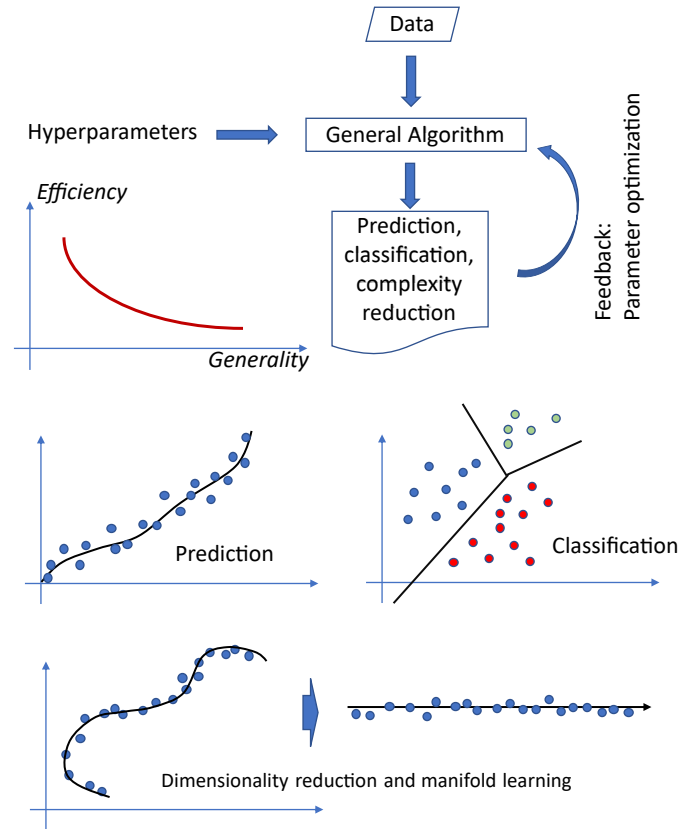 Data
Hyperparameters
General Algorithm
Efficiency
Generality
Prediction,
classification,
complexity
reduction
Feedback:
Parameter optimization
Prediction
Classification
Dimensionality reduction and manifold learning